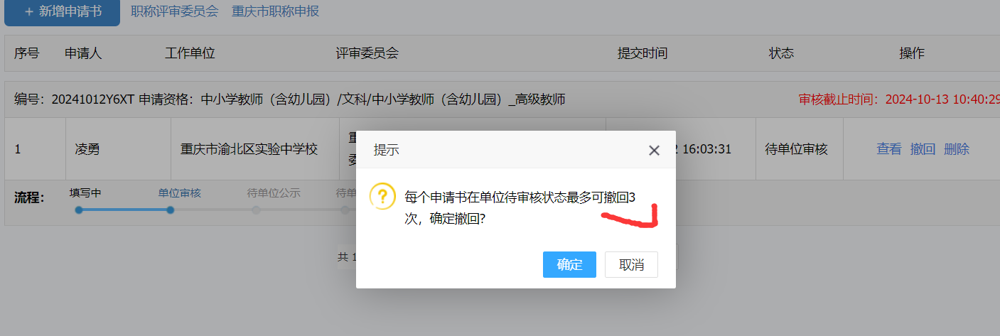 + 新增申请书 职称评审委员会 重庆市职称申报
序号 申请人 工作单位 评审委员会 提交时间 状态 操作
编号：20241012Y6XT 申请资格：中小学教师（含幼儿园）/文科/中小学教师（含幼儿园）_高级教师 审核截止时间：2024-10-13 10:40:29
1 凌勇 重庆市渝北区实验中学校 16:03:31 待单位审核 查看 撤回 删除
流程： 填写中 单位审核 待单位公示 待单
提示
每个申请书在单位待审核状态最多可撤回3
次，确定撤回?
确定 取消
共 1